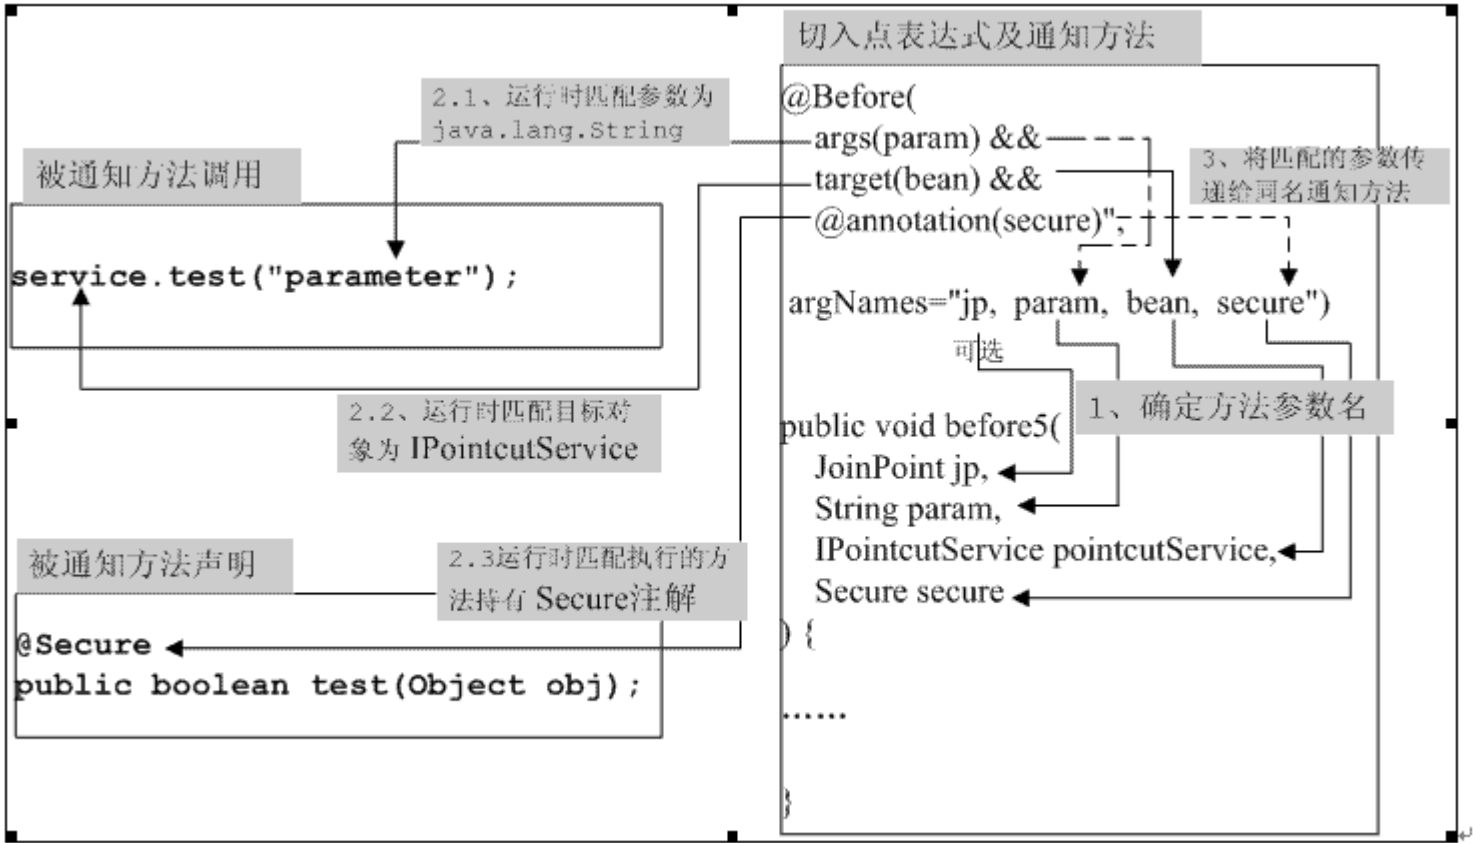 切入点表达式及通知方法
@Before(
args(param) &&
target(bean) &&
@annotation(secure)",
argNames="jp, param, bean, secure")
可选
public void before5(
JoinPoint jp,
String param,
IPointcutService pointcutService,
Secure secure
) {
......
}
2.1、运行时匹配参数为
java.lang.String
被通知方法调用
service.test("parameter");
2.2、运行时匹配目标对
象为 IPointcutService
被通知方法声明
2.3运行时匹配执行的方
法持有 Secure注解
@Secure
public boolean test(Object obj);
3、将匹配的参数传
递给同名通知方法
1、确定方法参数名